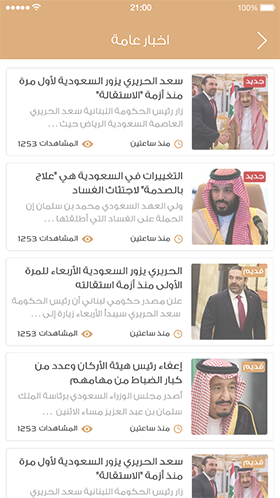 21:00
100%
اخبار عامة
جديد
سعد الحريري يزور السعودية لأول مرة
منذ أزمة "الاستقالة"
زار رئيس الحكومة اللبنانية سعد الحريري
العاصمة السعودية الرياض حيث ...
منذ ساعتين
المشاهدات 1253
جديد
التغييرات في السعودية هي "علاج
بالصدمة" لاجتثاث الفساد
ولي العهد السعودي محمد بن سلمان إن
الحملة على الفساد التي أطلقتها ...
منذ ساعتين
المشاهدات 1253
قديم
الحريري يزور السعودية الأربعاء للمرة
الأولى منذ أزمة استقالته
علن مصدر حكومي لبناني أن رئيس الحكومة
سعد الحريري سيبدأ الأربعاء زيارة إلى ...
منذ ساعتين
المشاهدات 1253
قديم
إعفاء رئيس هيئة الأركان وعدد من
كبار الضباط من مهامهم
أصدر مجلس الوزراء السعودي برئاسة الملك
سلمان بن عبد العزيز مساء الاثنين ...
منذ ساعتين
المشاهدات 1253
قديم
سعد الحريري يزور السعودية لأول مرة
منذ أزمة "الاستقالة"
زار رئيس الحكومة اللبنانية سعد الحريري